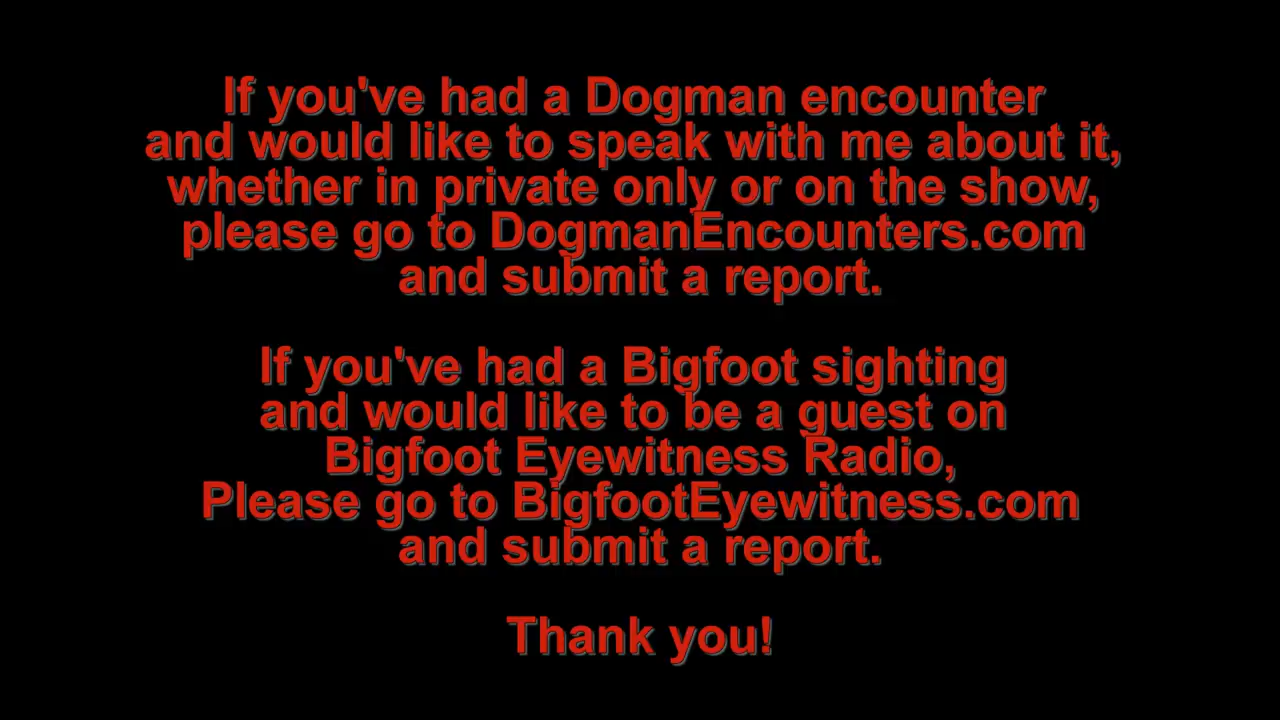 If you've had a Dogman encounter
and would like to speak with me about it,
whether in private only or on the show,
please go to DogmanEncounters.com
and submit a report.
If you've had a Bigfoot sighting
and would like to be a guest on
Bigfoot Eyewitness Radio,
Please go to BigfootEyewitness.com
and submit a report.
Thank you!